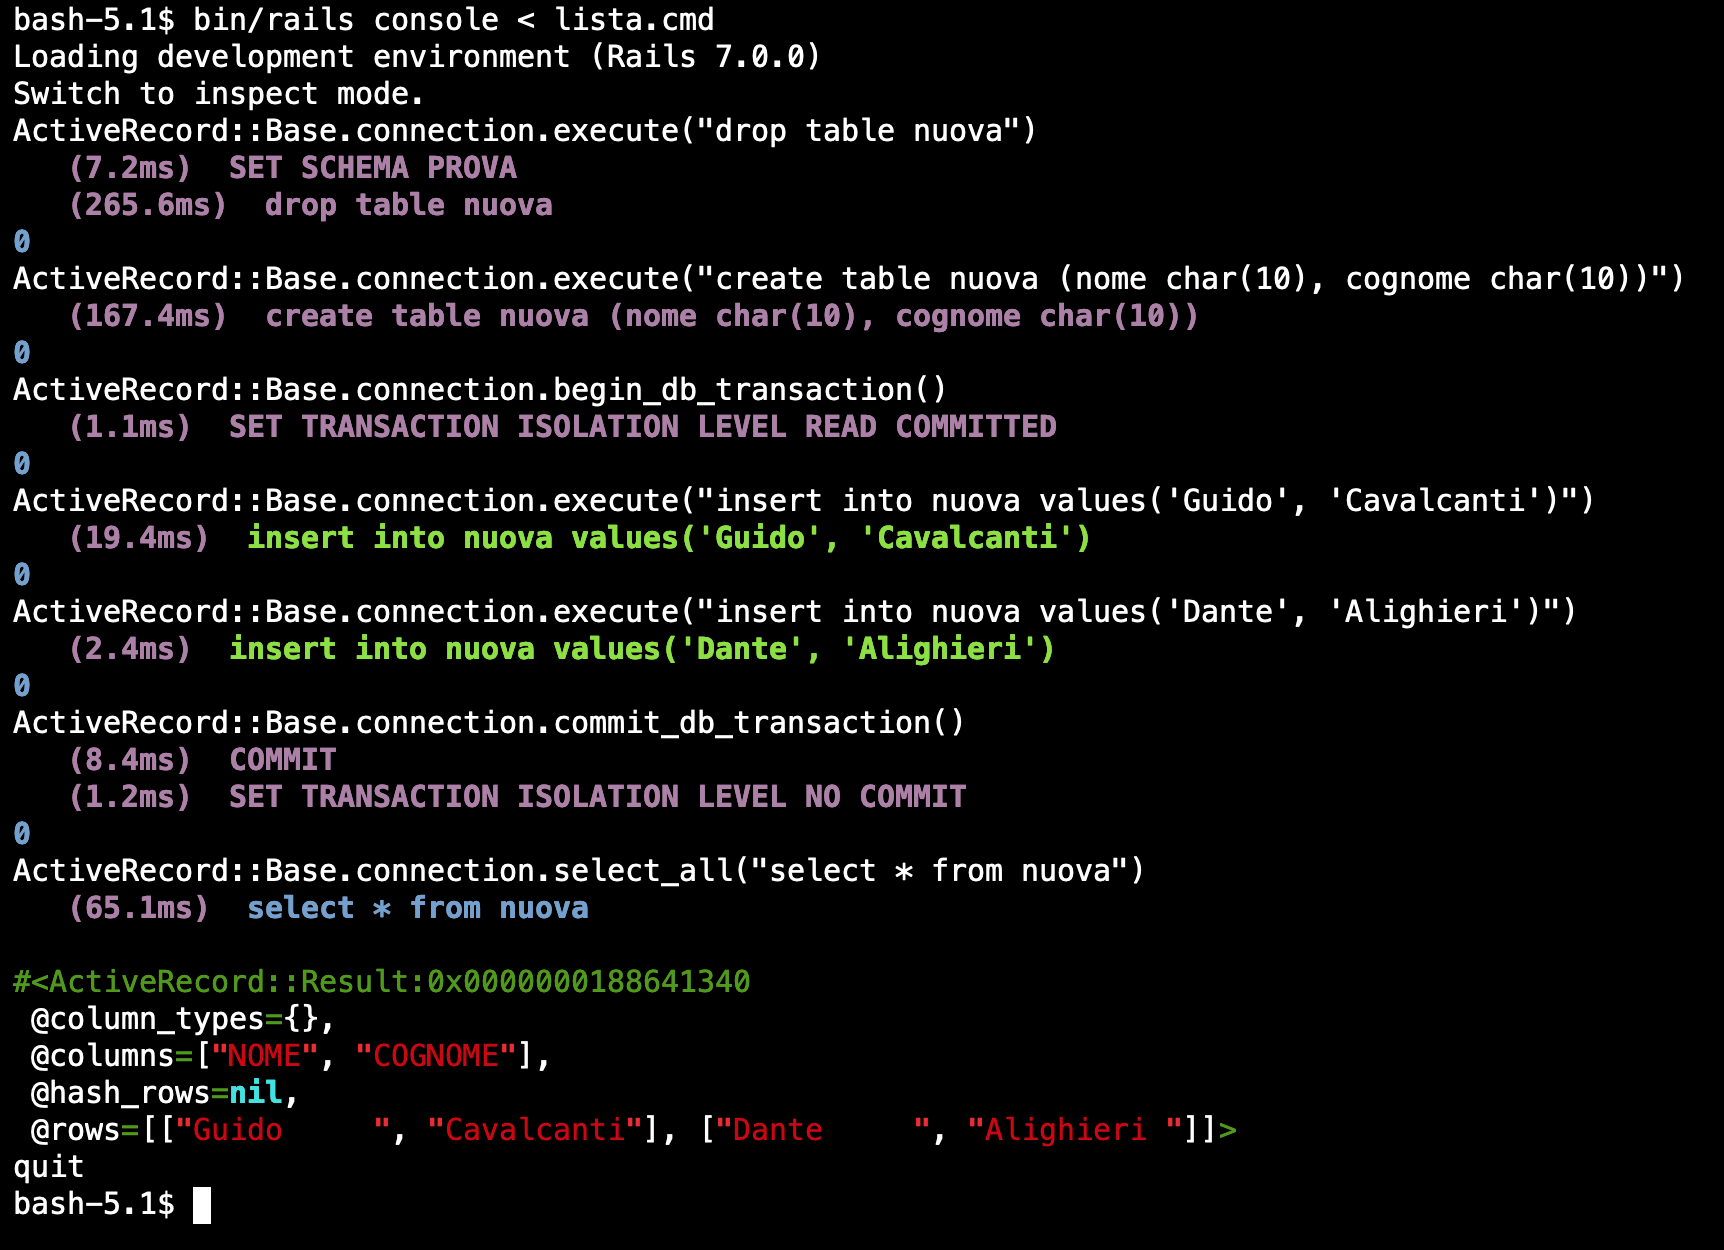 bash-5.1$ bin/rails console < lista.cmd
Loading development environment (Rails 7.0.0)
Switch to inspect mode.
ActiveRecord::Base.connection.execute("drop table nuova")
   (7.2ms)  SET SCHEMA PROVA
   (265.6ms)  drop table nuova
0
ActiveRecord::Base.connection.execute("create table nuova (nome char(10), cognome char(10))")
   (167.4ms)  create table nuova (nome char(10), cognome char(10))
0
ActiveRecord::Base.connection.begin_db_transaction()
   (1.1ms)  SET TRANSACTION ISOLATION LEVEL READ COMMITTED
0
ActiveRecord::Base.connection.execute("insert into nuova values('Guido', 'Cavalcanti')")
   (19.4ms)  insert into nuova values('Guido', 'Cavalcanti')
0
ActiveRecord::Base.connection.execute("insert into nuova values('Dante', 'Alighieri')")
   (2.4ms)  insert into nuova values('Dante', 'Alighieri')
0
ActiveRecord::Base.connection.commit_db_transaction()
   (8.4ms)  COMMIT
   (1.2ms)  SET TRANSACTION ISOLATION LEVEL NO COMMIT
0
ActiveRecord::Base.connection.select_all("select * from nuova")
   (65.1ms)  select * from nuova

#<ActiveRecord::Result:0x0000000188641340
 @column_types={},
 @columns=["NOME", "COGNOME"],
 @hash_rows=nil,
 @rows=[["Guido     ", "Cavalcanti"], ["Dante     ", "Alighieri "]]>
quit
bash-5.1$